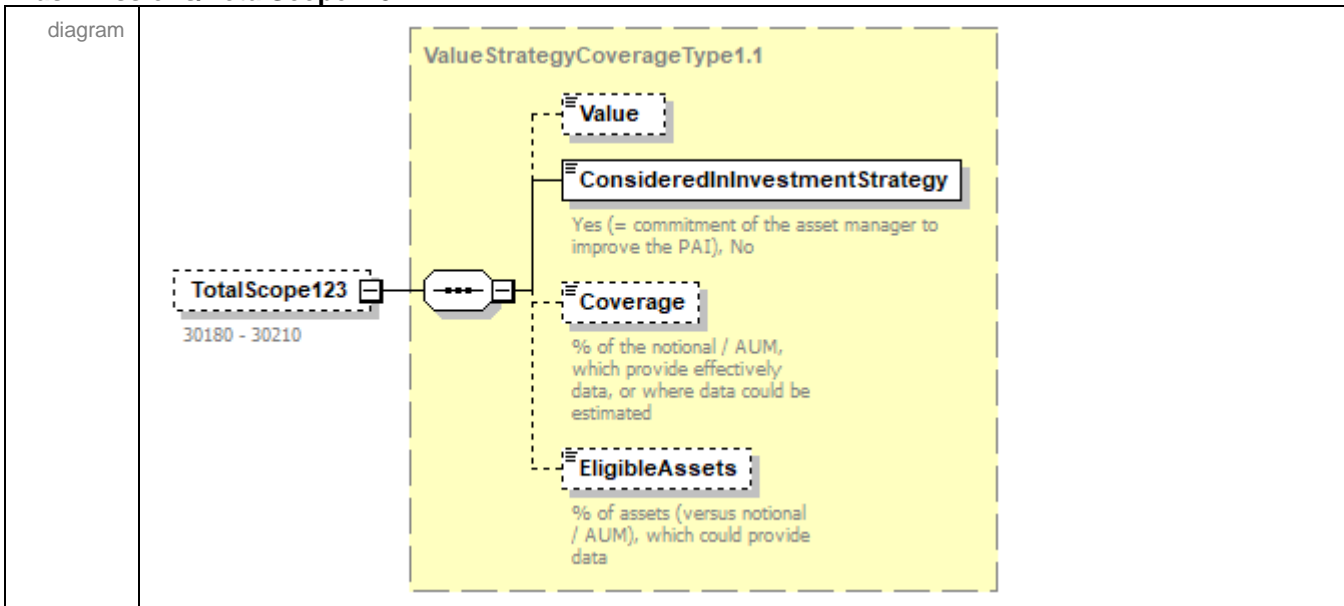 diagram
ValueStrategyCoverageType1.1
Value
ConsideredInInvestmentStrategy
Yes (= commitment of the asset manager to
improve the PAI), No
TotalScope123
30180 - 30210
Coverage
% of the notional / AUM,
which provide effectively
data, or where data could be
estimated
EligibleAssets
% of assets (versus notional
/ AUM), which could provide
data